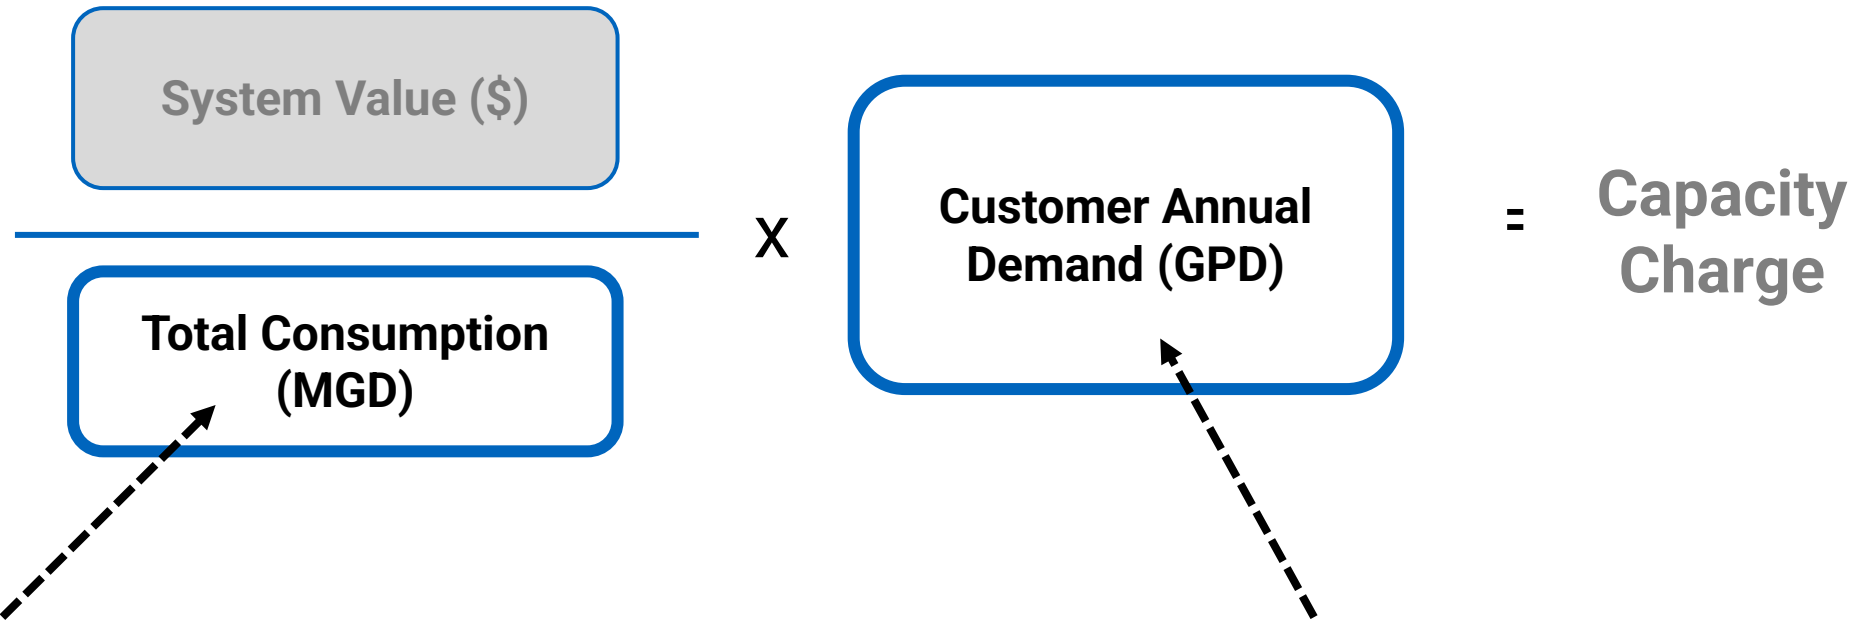 System Value ($)
Total Consumption
(MGD)
x
Customer Annual
Demand (GPD)
=
Capacity
Charge